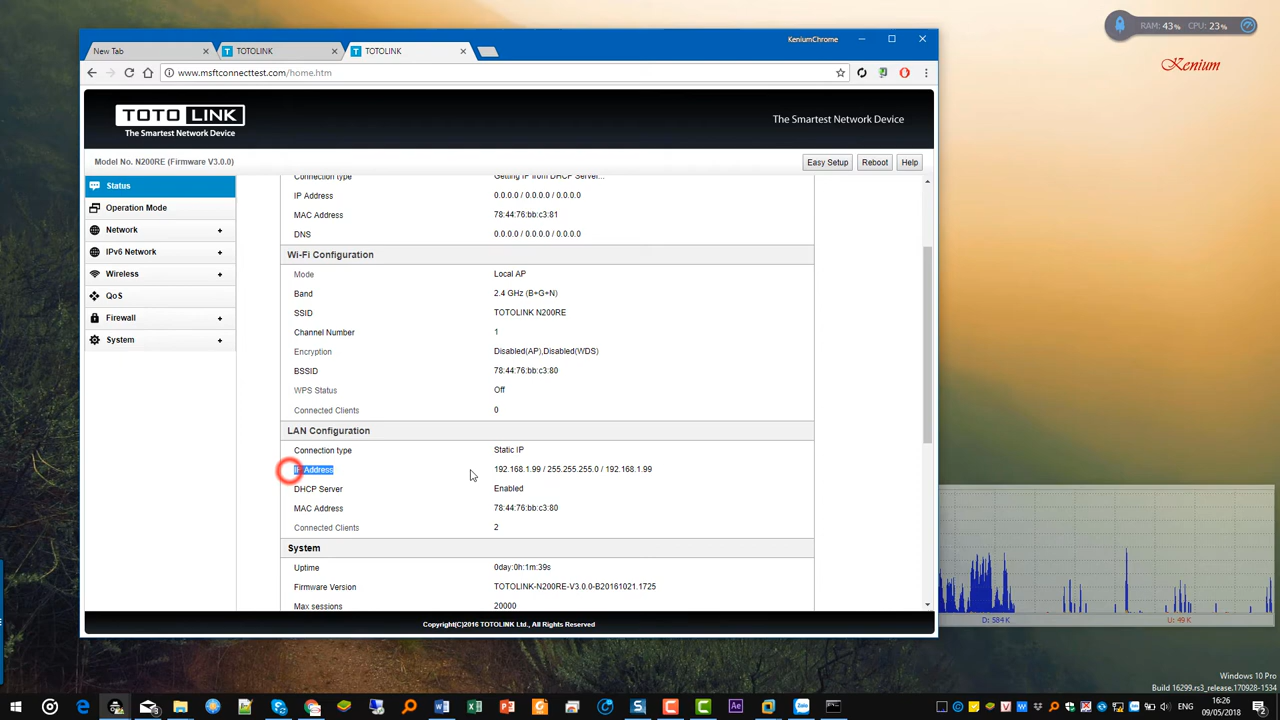 RAM: 43% CPU: 23%
Kenium
KeniumChrome
New Tab
TOTOLINK
TOTOLINK
www.msftconnecttest.com/home.htm
TOTO LINK
The Smartest Network Device
The Smartest Network Device
Model No. N200RE (Firmware V3.0.0)
Easy Setup
Reboot
Help
Status
Operation Mode
Network +
IPv6 Network +
Wireless +
QoS
Firewall +
System +
Connection type Getting IP from DHCP Server...
IP Address 0.0.0.0 / 0.0.0.0 / 0.0.0.0
MAC Address 78:44:76:bb:c3:81
DNS 0.0.0.0 / 0.0.0.0 / 0.0.0.0
Wi-Fi Configuration
Mode Local AP
Band 2.4 GHz (B+G+N)
SSID TOTOLINK N200RE
Channel Number 1
Encryption Disabled(AP),Disabled(WDS)
BSSID 78:44:76:bb:c3:80
WPS Status Off
Connected Clients 0
LAN Configuration
Connection type Static IP
IP Address 192.168.1.99 / 255.255.255.0 / 192.168.1.99
DHCP Server Enabled
MAC Address 78:44:76:bb:c3:80
Connected Clients 2
System
Uptime 0day:0h:1m:39s
Firmware Version TOTOLINK-N200RE-V3.0.0-B20161021.1725
Max sessions 20000
Copyright(C)2016 TOTOLINK Ltd., All Rights Reserved
D: 584 K U: 49 K
Windows 10 Pro
Build 16299.rs3_release.170928-1534
ENG
16:26
09/05/2018